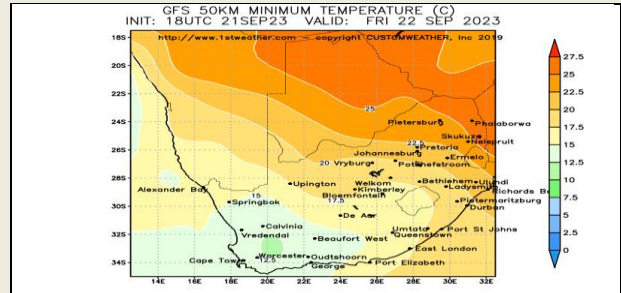 GFS 50KM MINIMUM TEMPERATURE (C)
INIT: 18UTC 21SEP23 VALID: FRI 22 SEP 2023
http://www.1stweather.com copyright CUSTOMWEATHER, Inc 2019
18S
20S
22S
24S
26S
28S
30S
32S
34S
25
Pietersburg
Phalaborwa
Skukuza
Nelspruit
22.5
Pretoria
Johannesburg
Ermelo
20
Vryburg
Potchefstroom
Welkom
Bethlehem
Ulundi
Alexander Bay
15
Upington
Kimberley
Ladysmith
Richards B
Bloemfontein
Springbok
17.5
Pietermaritzburg
Durban
De Aar
Calvinia
Umtata
Port St Johns
Vredendal
Beaufort West
Queenstown
East London
Worcester
Oudtshoorn
Cape Town
12.5
George
Port Elizabeth
14E 16E 18E 20E 22E 24E 26E 28E 30E 32E
27.5
25
22.5
20
17.5
15
12.5
10
7.5
5
2.5
0